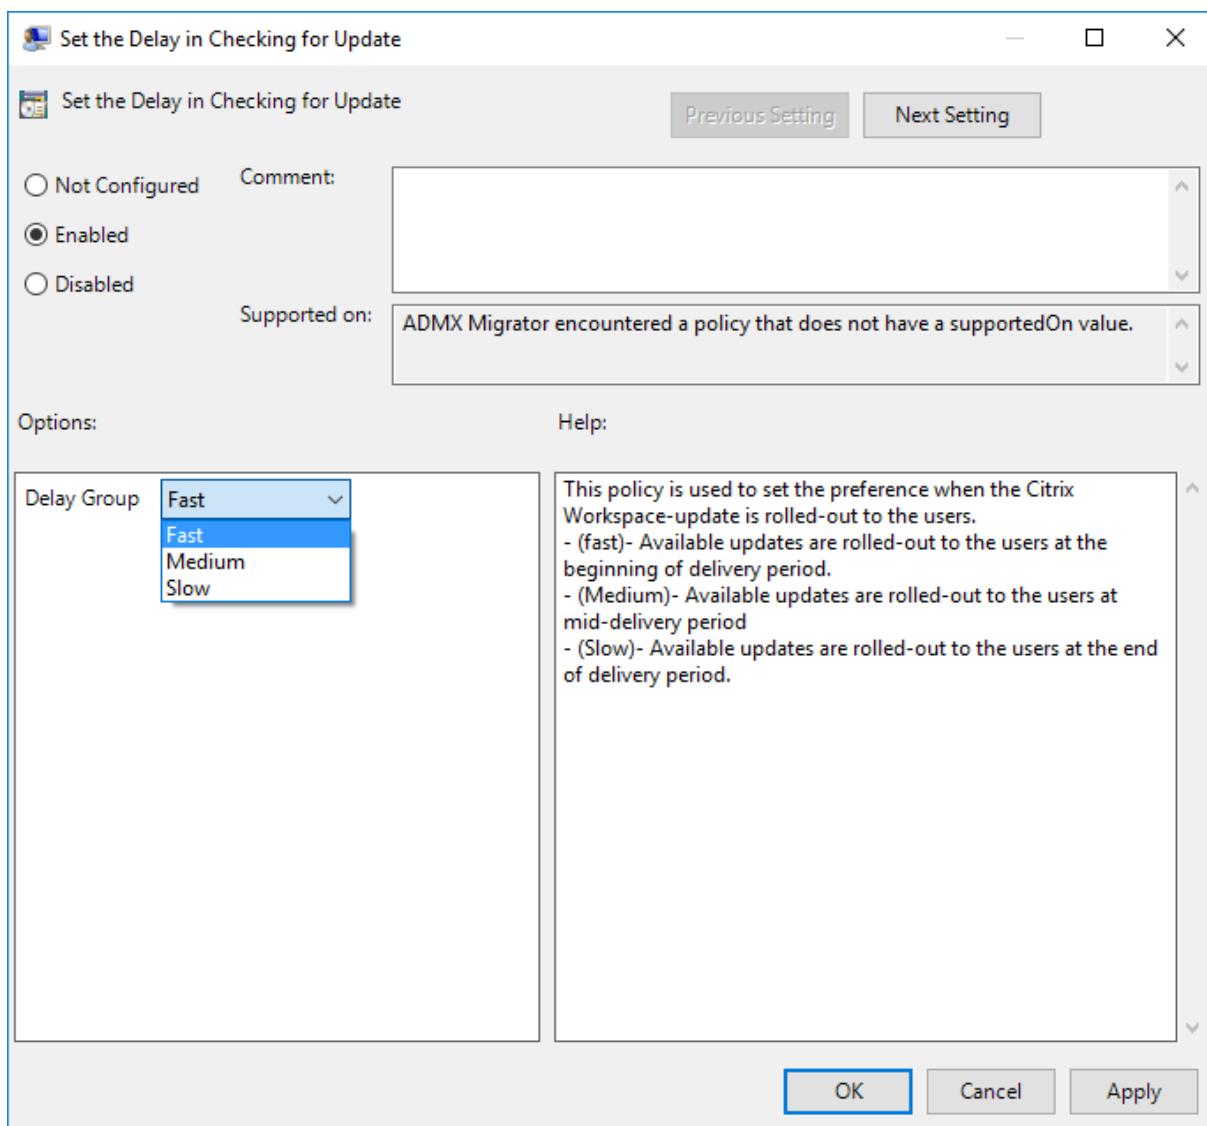 Set the Delay in Checking for Update
Set the Delay in Checking for Update
Previous Setting
Next Setting
Not Configured
Comment:
Enabled
Disabled
Supported on:
ADMX Migrator encountered a policy that does not have a supportedOn value.
Options:
Help:
Delay Group
Fast
Fast
Medium
Slow
This policy is used to set the preference when the Citrix
Workspace-update is rolled-out to the users.
- (fast)- Available updates are rolled-out to the users at the
beginning of delivery period.
- (Medium)- Available updates are rolled-out to the users at
mid-delivery period
- (Slow)- Available updates are rolled-out to the users at the end
of delivery period.
OK
Cancel
Apply